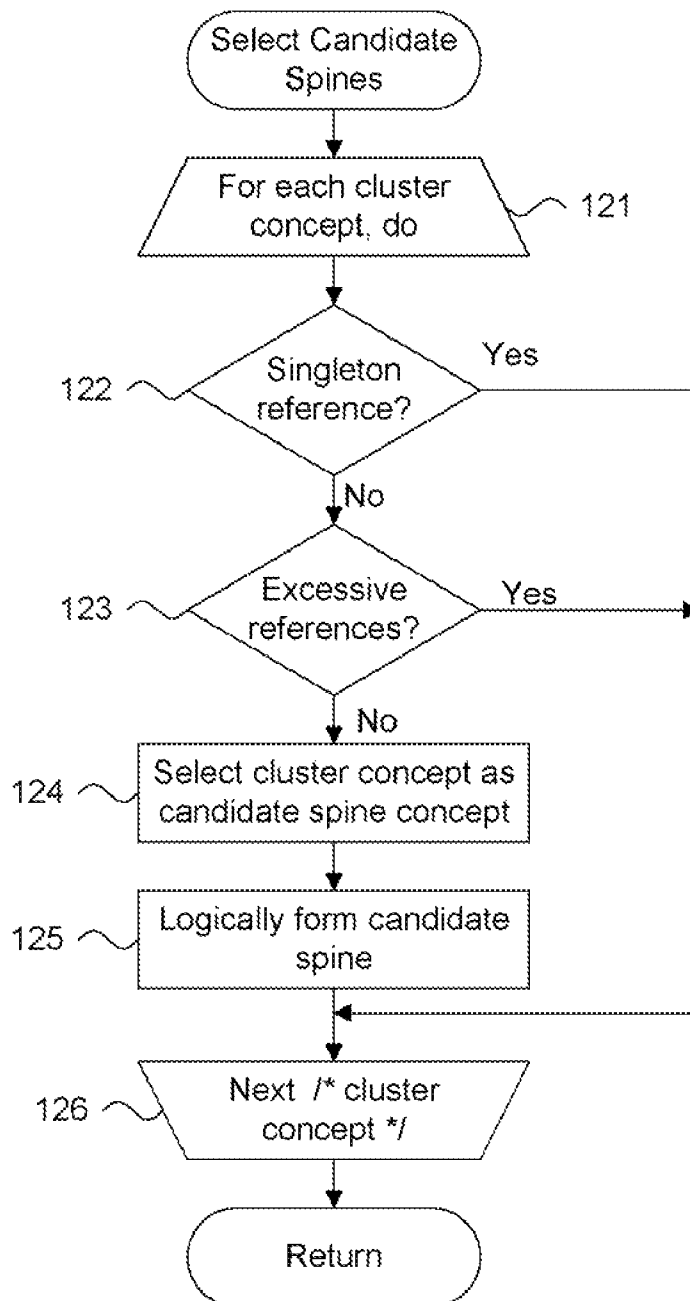 Select Candidate
Spines
For each cluster
concept, do
121
Singleton
reference?
Yes
122
No
Excessive
references?
Yes
123
No
Select cluster concept as
candidate spine concept
124
Logically form candidate
spine
125
Next /* cluster
concept */
126
Return